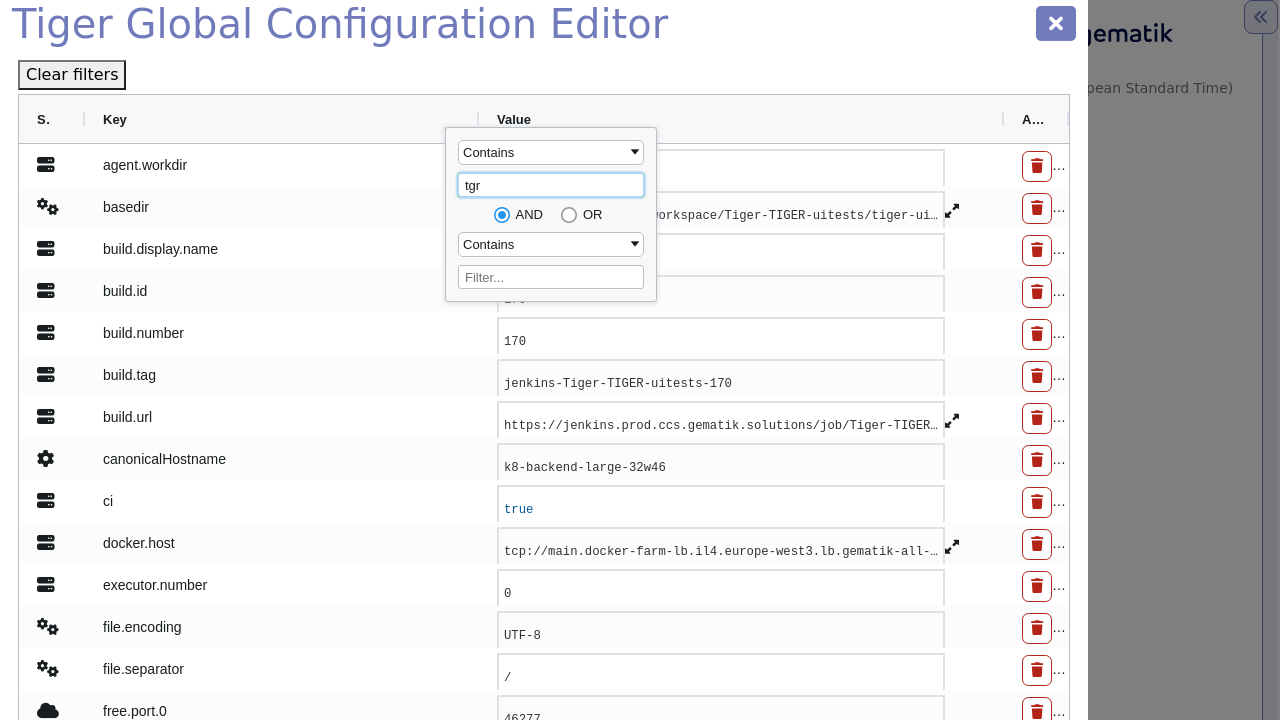 Tiger Global Configuration Editor
gematik
Clear filters
pean Standard Time)
S.
Key
Value
A…
Contains
tgr
AND
OR
Contains
Filter...
agent.workdir
…
basedir
workspace/Tiger-TIGER-uitests/tiger-ui…
…
build.display.name
…
build.id
…
build.number
170
…
build.tag
jenkins-Tiger-TIGER-uitests-170
…
build.url
https://jenkins.prod.ccs.gematik.solutions/job/Tiger-TIGER…
…
canonicalHostname
k8-backend-large-32w46
…
ci
true
…
docker.host
tcp://main.docker-farm-lb.il4.europe-west3.lb.gematik-all-…
…
executor.number
0
…
file.encoding
UTF-8
…
file.separator
/
…
free.port.0
46277
…